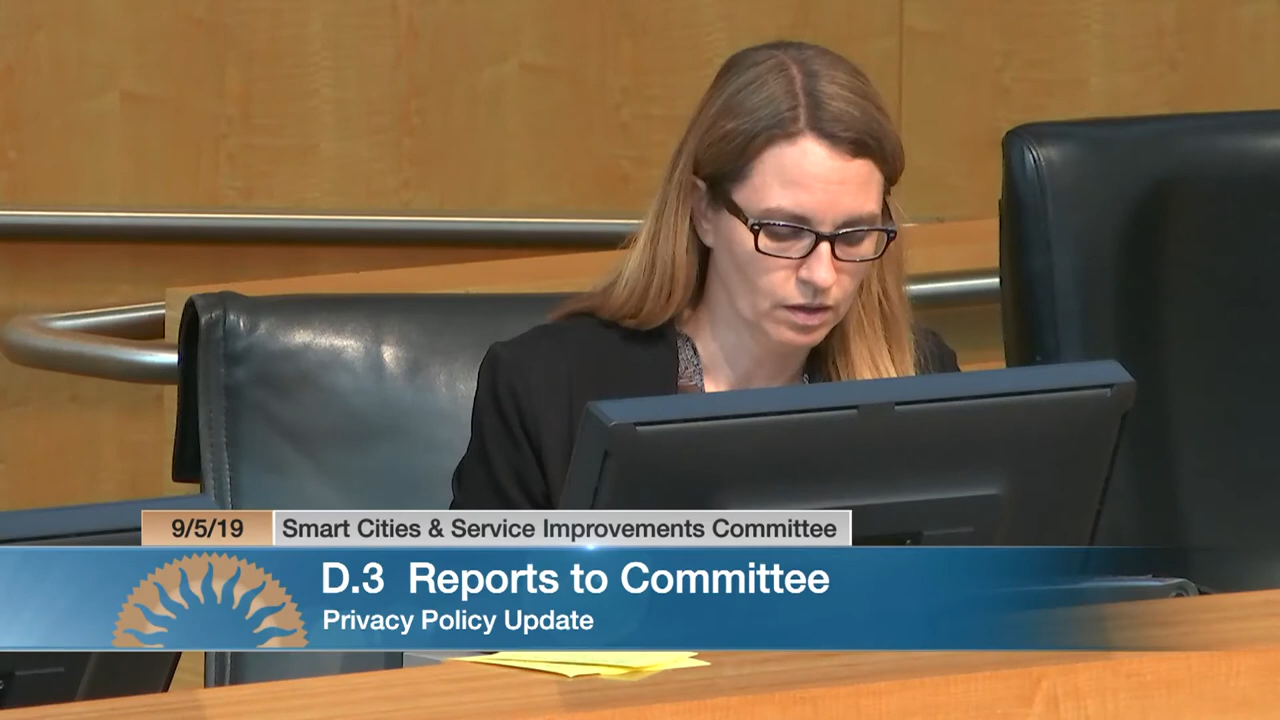 9/5/19 Smart Cities & Service Improvements Committee
D.3 Reports to Committee
Privacy Policy Update